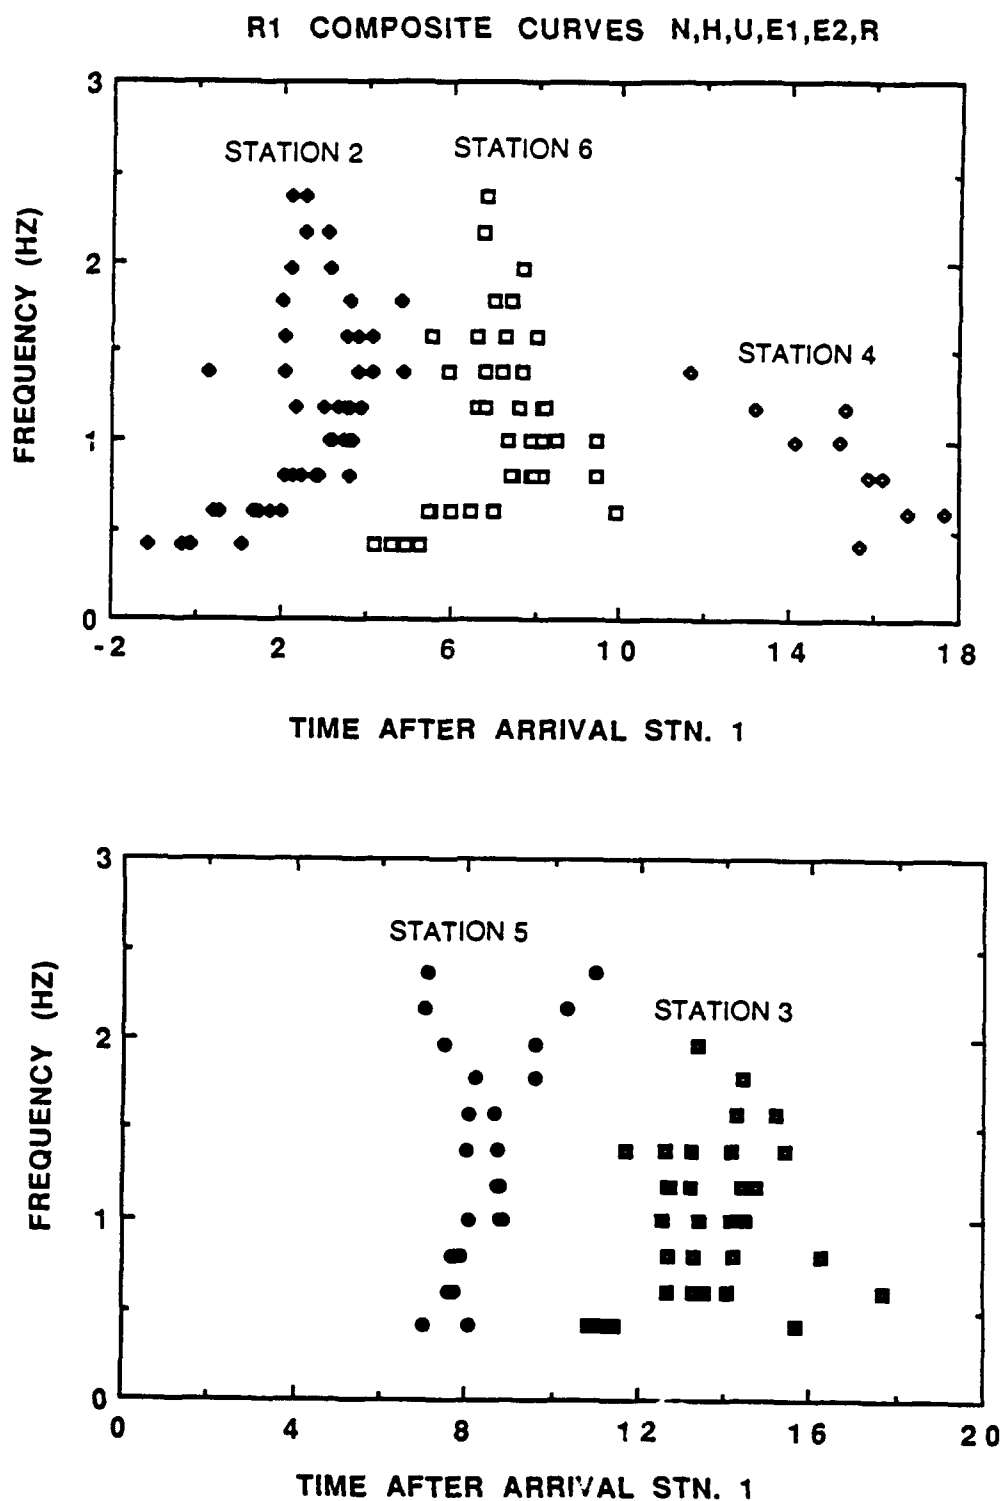 R1 COMPOSITE CURVES N,H,U,E1,E2,R
3
STATION 2
STATION 6
2
STATION 4
1
0
-2
2
6
10
14
18
FREQUENCY (HZ)
TIME AFTER ARRIVAL STN. 1
3
STATION 5
STATION 3
2
1
0
0
4
8
12
16
20
FREQUENCY (HZ)
TIME AFTER ARRIVAL STN. 1